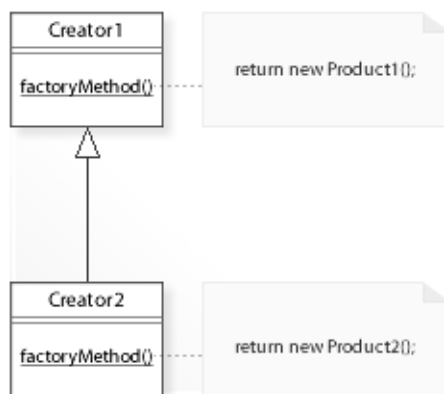 Creator1
factoryMethod()
return new Product1();
Creator2
factoryMethod()
return new Product2();